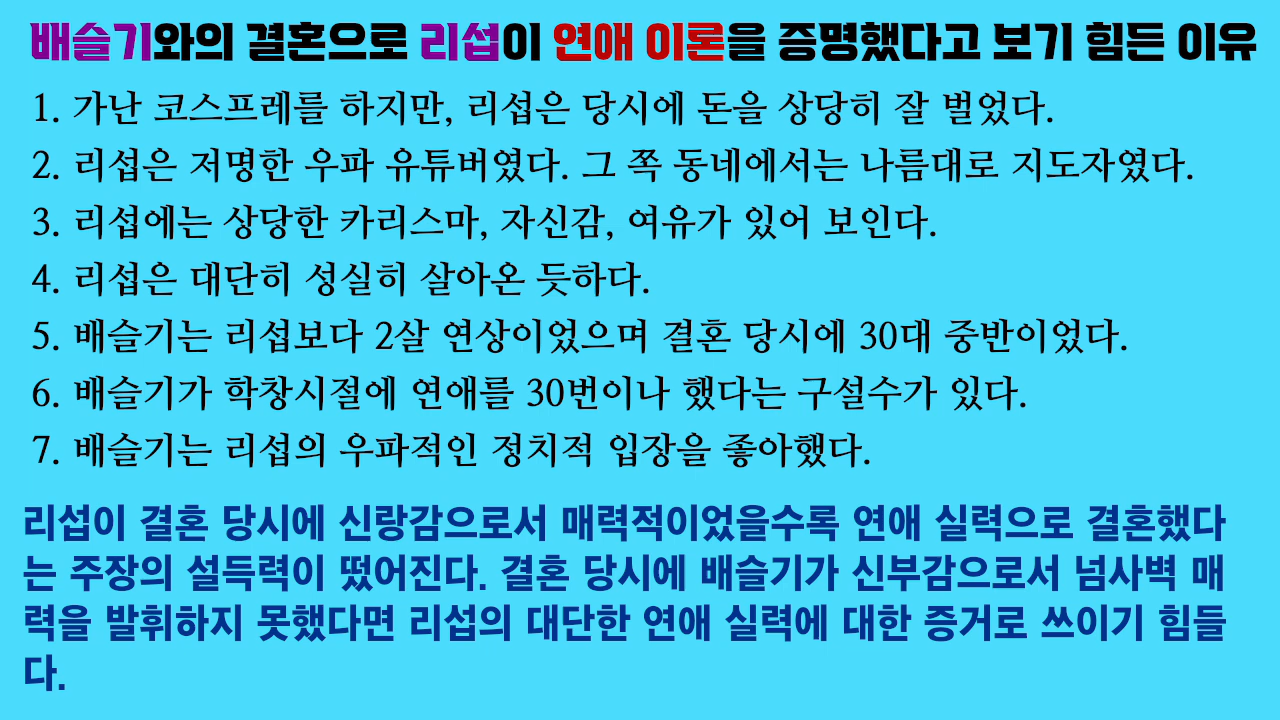 배슬기와의 결혼으로 리섭이 연애 이론을 증명했다고 보기 힘든 이유
1. 가난 코스프레를 하지만, 리섭은 당시에 돈을 상당히 잘 벌었다.
2. 리섭은 저명한 우파 유튜버였다. 그 쪽 동네에서는 나름대로 지도자였다.
3. 리섭에는 상당한 카리스마, 자신감, 여유가 있어 보인다.
4. 리섭은 대단히 성실히 살아온 듯하다.
5. 배슬기는 리섭보다 2살 연상이었으며 결혼 당시에 30대 중반이었다.
6. 배슬기가 학창시절에 연애를 30번이나 했다는 구설수가 있다.
7. 배슬기는 리섭의 우파적인 정치적 입장을 좋아했다.
리섭이 결혼 당시에 신랑감으로서 매력적이었을수록 연애 실력으로 결혼했다
는 주장의 설득력이 떴어진다. 결혼 당시에 배슬기가 신부감으로서 넘사벽 매
력을 발휘하지 못했다면 리섭의 대단한 연애 실력에 대한 증거로 쓰이기 힘들
다.